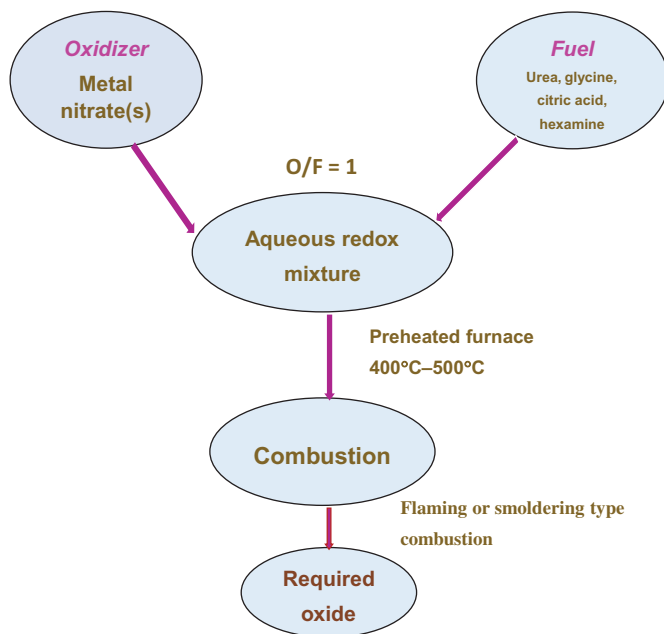 Oxidizer
Metal
nitrate(s)
Fuel
Urea, glycine,
citric acid,
hexamine
O/F = 1
Aqueous redox
mixture
Preheated furnace
400°C–500°C
Combustion
Flaming or smoldering type
combustion
Required
oxide